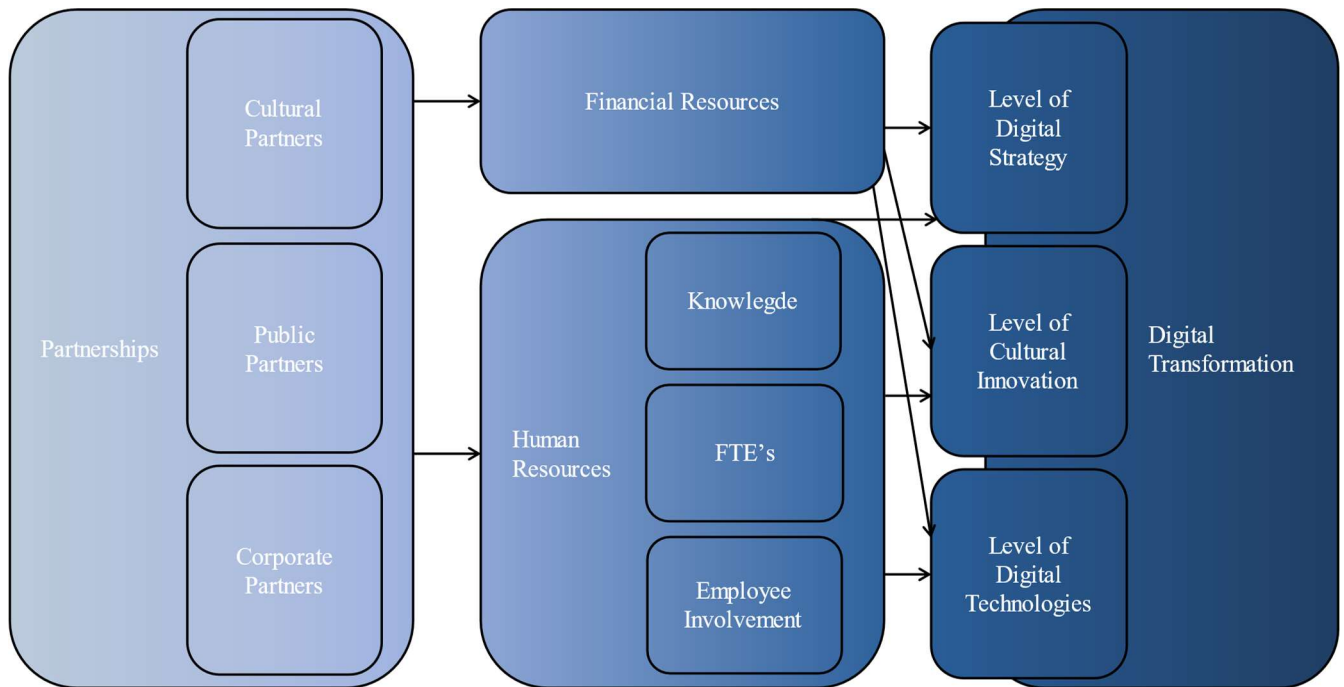 Partnerships
Cultural
Partners
Public
Partners
Corporate
Partners
Financial Resources
Human
Resources
Knowlegde
FTE’s
Employee
Involvement
Level of
Digital
Strategy
Level of
Cultural
Innovation
Level of
Digital
Technologies
Digital
Transformation